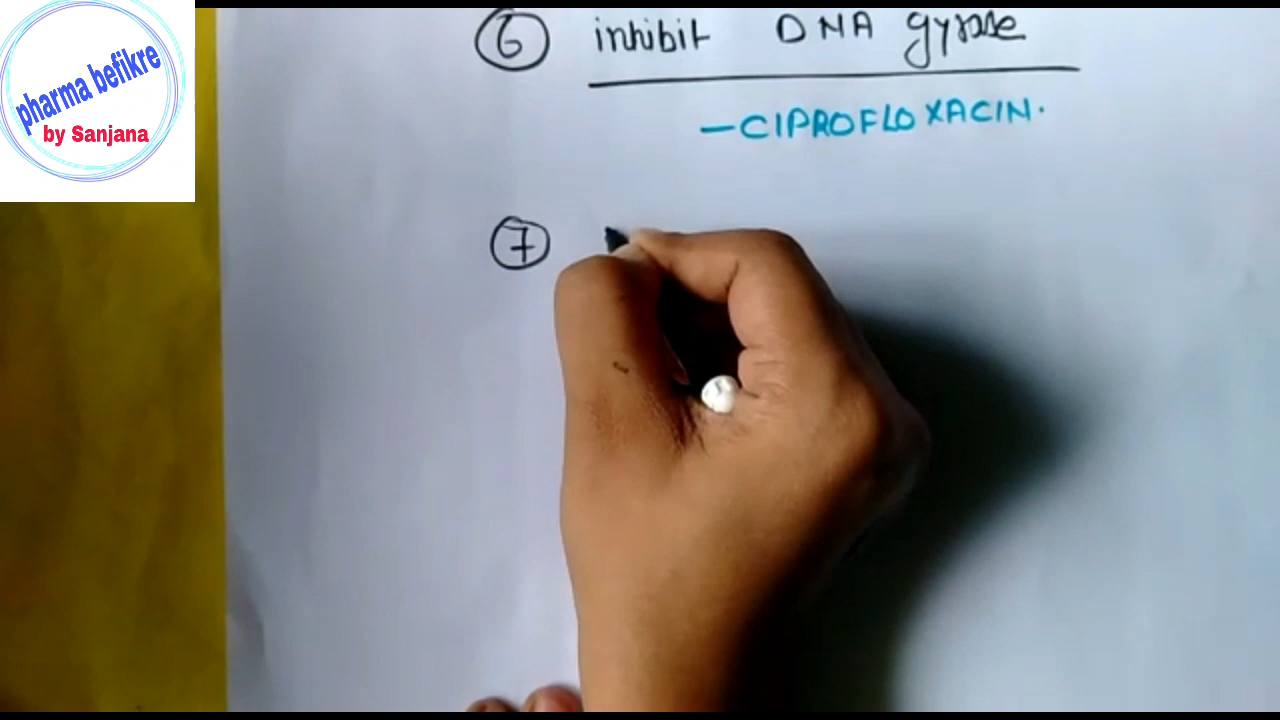 pharma befikre
by Sanjana
6 inhibit DNA gyrase
- CIPROFLOXACIN.
7